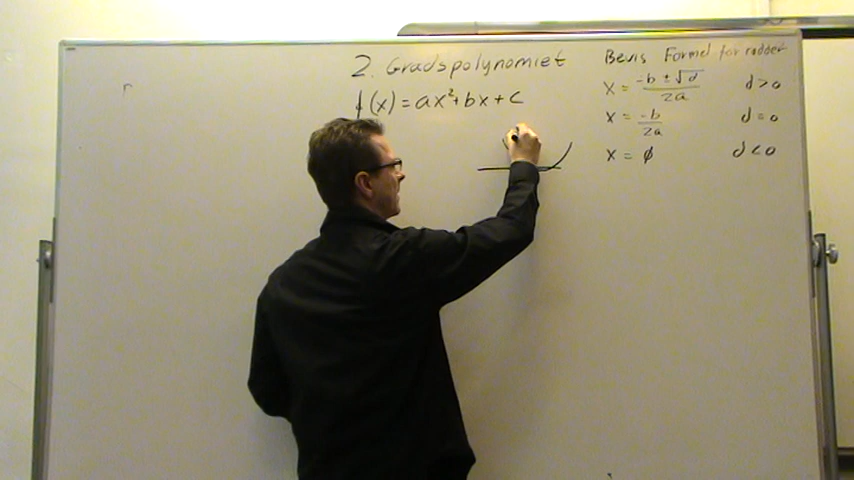 2. Gradspolynomiet
f(x) = ax²+bx+c
Bevis Formel for rødder
x = -b ± √d / 2a  d > 0
x = -b / 2a  d = 0
x = ∅  d < 0